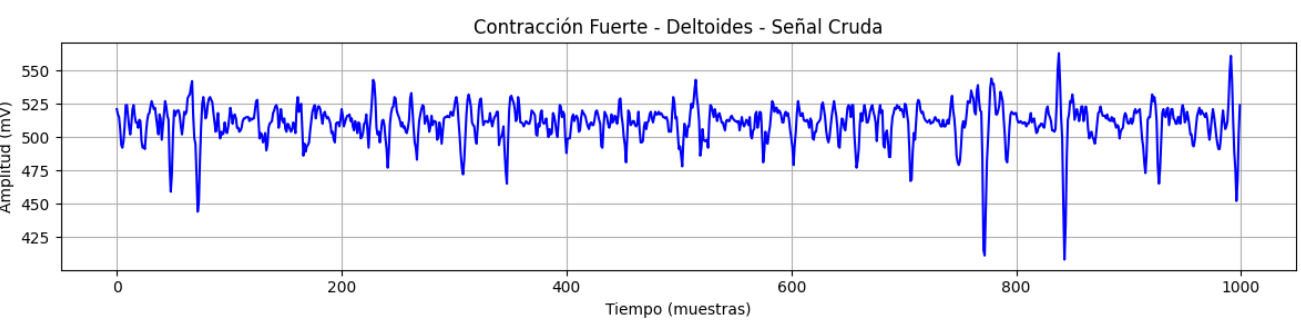 Contracción Fuerte - Deltoides - Señal Cruda
Amplitud (mV)
550
525
500
475
450
425
0 200 400 600 800 1000
Tiempo (muestras)